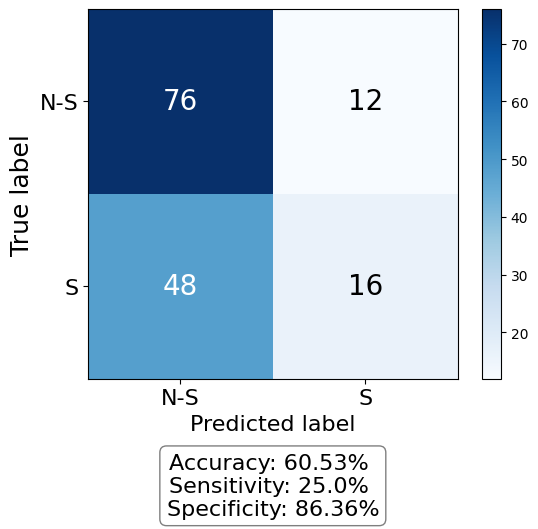 76
12
48
16
N-S
S
True label
N-S
S
Predicted label
70
60
50
40
30
20
Accuracy: 60.53%
Sensitivity: 25.0%
Specificity: 86.36%